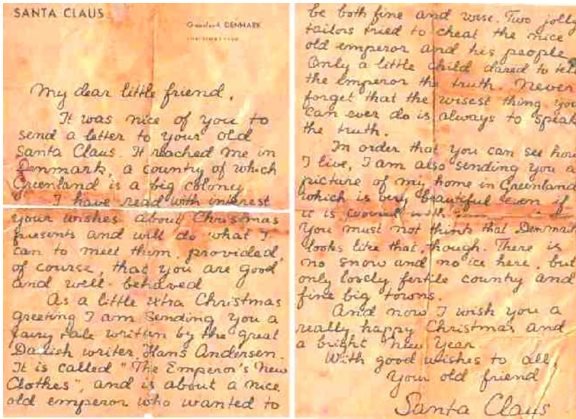 SANTA CLAUS
Greenland, DENMARK
My dear little friend,
It was nice of you to
send a letter to your old
Santa Claus. It reached me in
Denmark, a country of which
Greenland is a big colony
I have read with interest
your wishes about Christmas
presents and will do what I
can to meet them, provided,
of course, that you are good
and well-behaved
As a little extra Christmas
greeting I am sending you a
fairy tale written by the great
Danish writer, Hans Andersen.
It is called "The Emperor's New
Clothes", and is about a nice
old emperor who wanted to
be both fine and wise. Two jolly
tailors tried to cheat the nice
old emperor and his people
Only a little child dared to tell
the emperor the truth. Never
forget that the wisest thing you
can ever do is always to speak
the truth.
In order that you can see how
I live, I am also sending you a
picture of my home in Greenland
which is very beautiful even if
it is covered with
You must not think that Denmark
looks like that, though. There is
no snow and no ice here, but
only lovely, fertile country and
fine big towns.
And now I wish you a
really happy Christmas and
a bright New Year
With good wishes to all,
Your old friend
Santa Claus